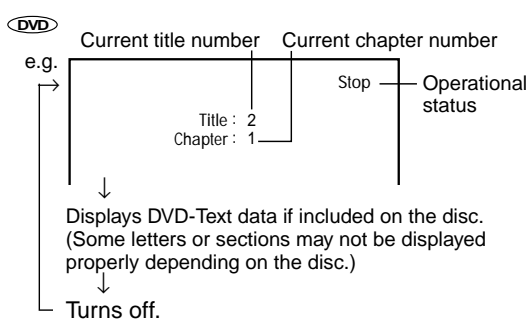 DVD
Current title number Current chapter number
e.g.
Stop Operational
status
Title : 2
Chapter : 1
Displays DVD-Text data if included on the disc.
(Some letters or sections may not be displayed
properly depending on the disc.)
Turns off.